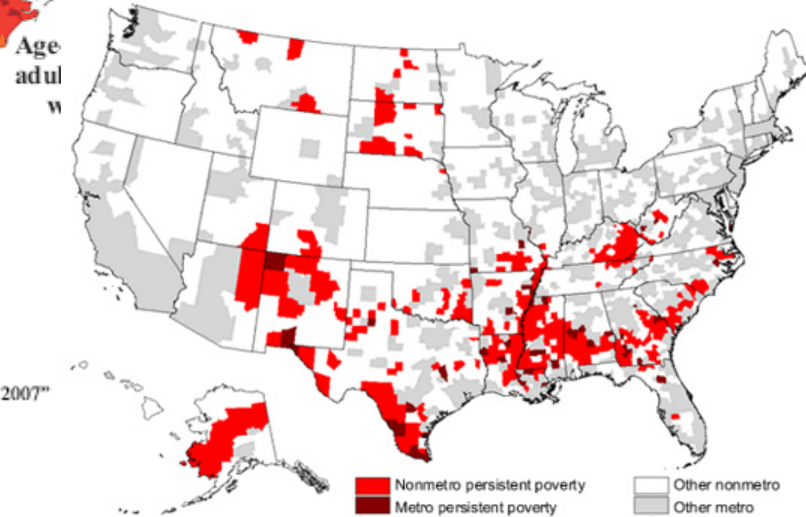 Age-
adul
w
2007”
Nonmetro persistent poverty
Other nonmetro
Metro persistent poverty
Other metro